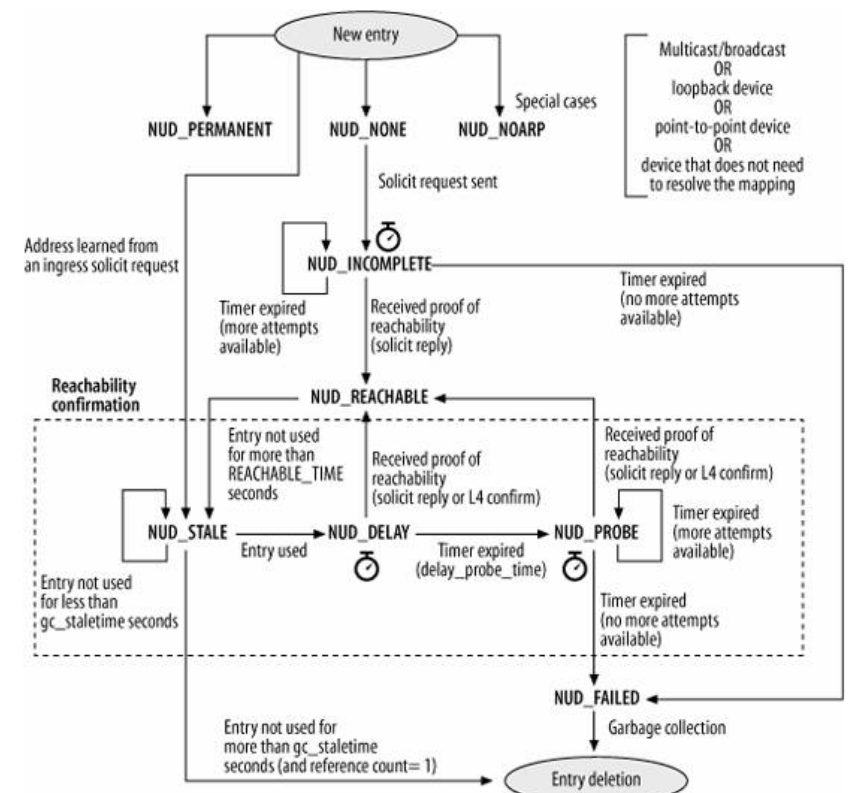 New entry
Multicast/broadcast
OR
loopback device
OR
point-to-point device
OR
device that does not need
to resolve the mapping
Special cases
NUD_PERMANENT
NUD_NONE
NUD_NOARP
Solicit request sent
Address learned from
an ingress solicit request
NUD_INCOMPLETE
Timer expired
(more attempts
available)
Received proof of
reachability
(solicit reply)
Timer expired
(no more attempts
available)
Reachability
confirmation
NUD_REACHABLE
Entry not used
for more than
REACHABLE_TIME
seconds
Received proof of
reachability
(solicit reply or L4 confirm)
Received proof of
reachability
(solicit reply or L4 confirm)
NUD_STALE
Entry used
NUD_DELAY
Timer expired
(delay_probe_time)
NUD_PROBE
Timer expired
(more attempts
available)
Entry not used
for less than
gc_staletime seconds
Timer expired
(no more attempts
available)
NUD_FAILED
Garbage collection
Entry not used for
more than gc_staletime
seconds (and reference count= 1)
Entry deletion